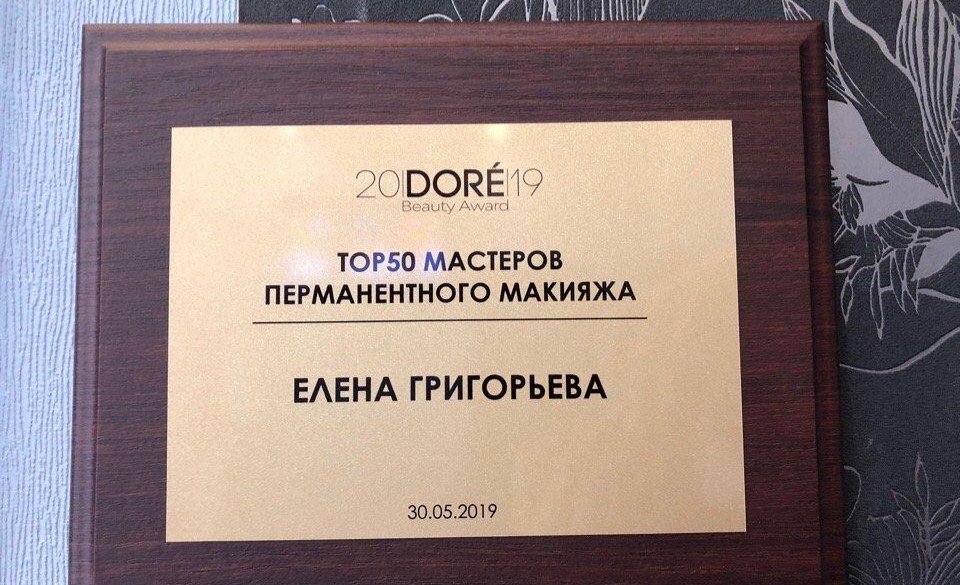 20|DORÉ|19
Beauty Award
TOP50 МАСТЕРОВ
ПЕРМАНЕНТНОГО МАКИЯЖА
ЕЛЕНА ГРИГОРЬЕВА
30.05.2019